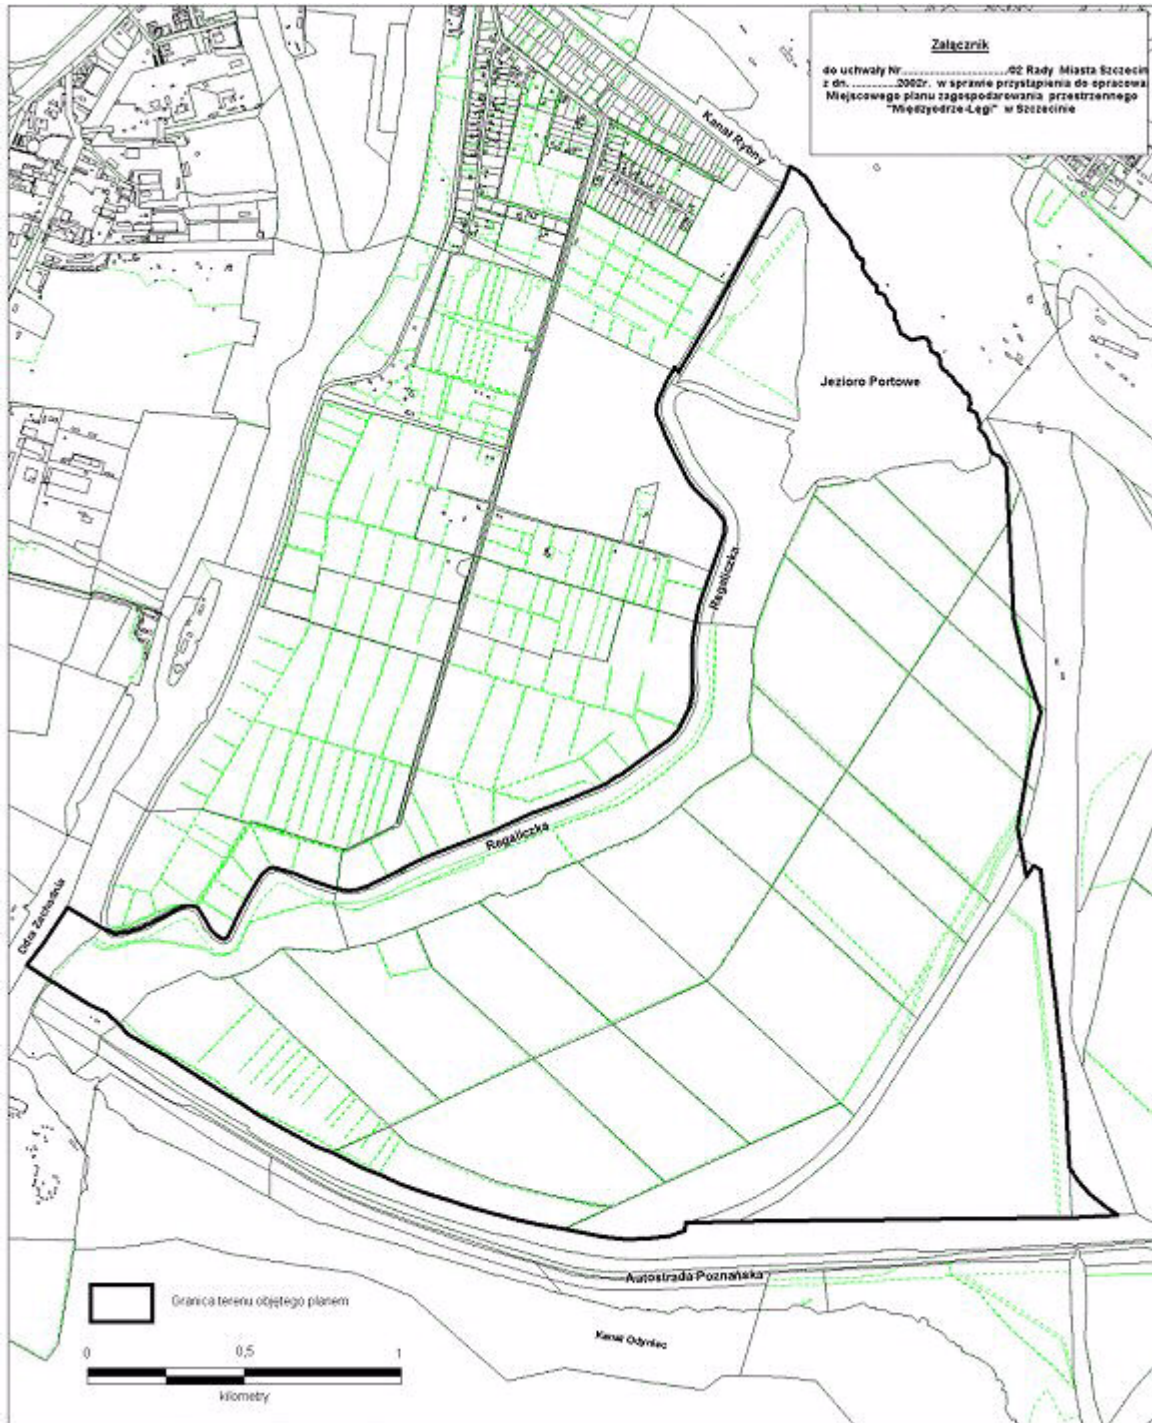 Załącznik
do uchwały Nr................................./02 Rady Miasta Szczecin
z dn. ..............2002r. w sprawie przystąpienia do opracowa
Miejscowego planu zagospodarowania przestrzennego
"Międzyodrze-Łęgi" w Szczecinie
Kanał Rybny
Jezioro Portowe
Regaliczka
Regaliczka
Odra Zachodnia
Autostrada Poznańska
Granica terenu objętego planem
Kanał Odyniec
0 0,5 1
kilometry